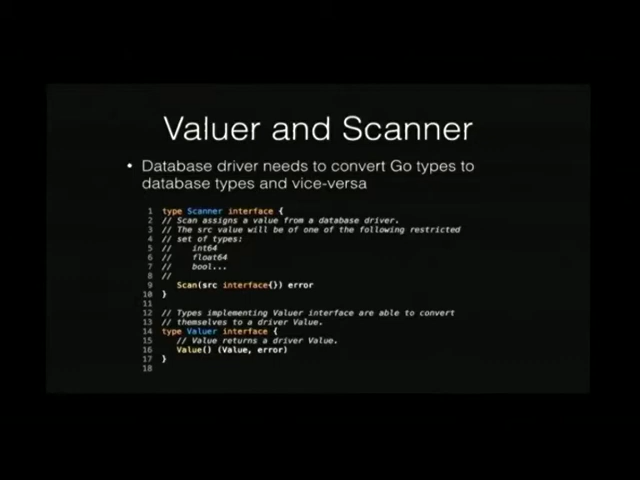 Valuer and Scanner
• Database driver needs to convert Go types to
database types and vice-versa
1 type Scanner interface {
2 // Scan assigns a value from a database driver.
3 // The src value will be of one of the following restricted
4 // set of types:
5 // int64
6 // float64
7 // bool...
8 //
9 Scan(src interface{}) error
10 }
11
12 // Types implementing Valuer interface are able to convert
13 // themselves to a driver Value.
14 type Valuer interface {
15 // Value returns a driver Value.
16 Value() (Value, error)
17 }
18